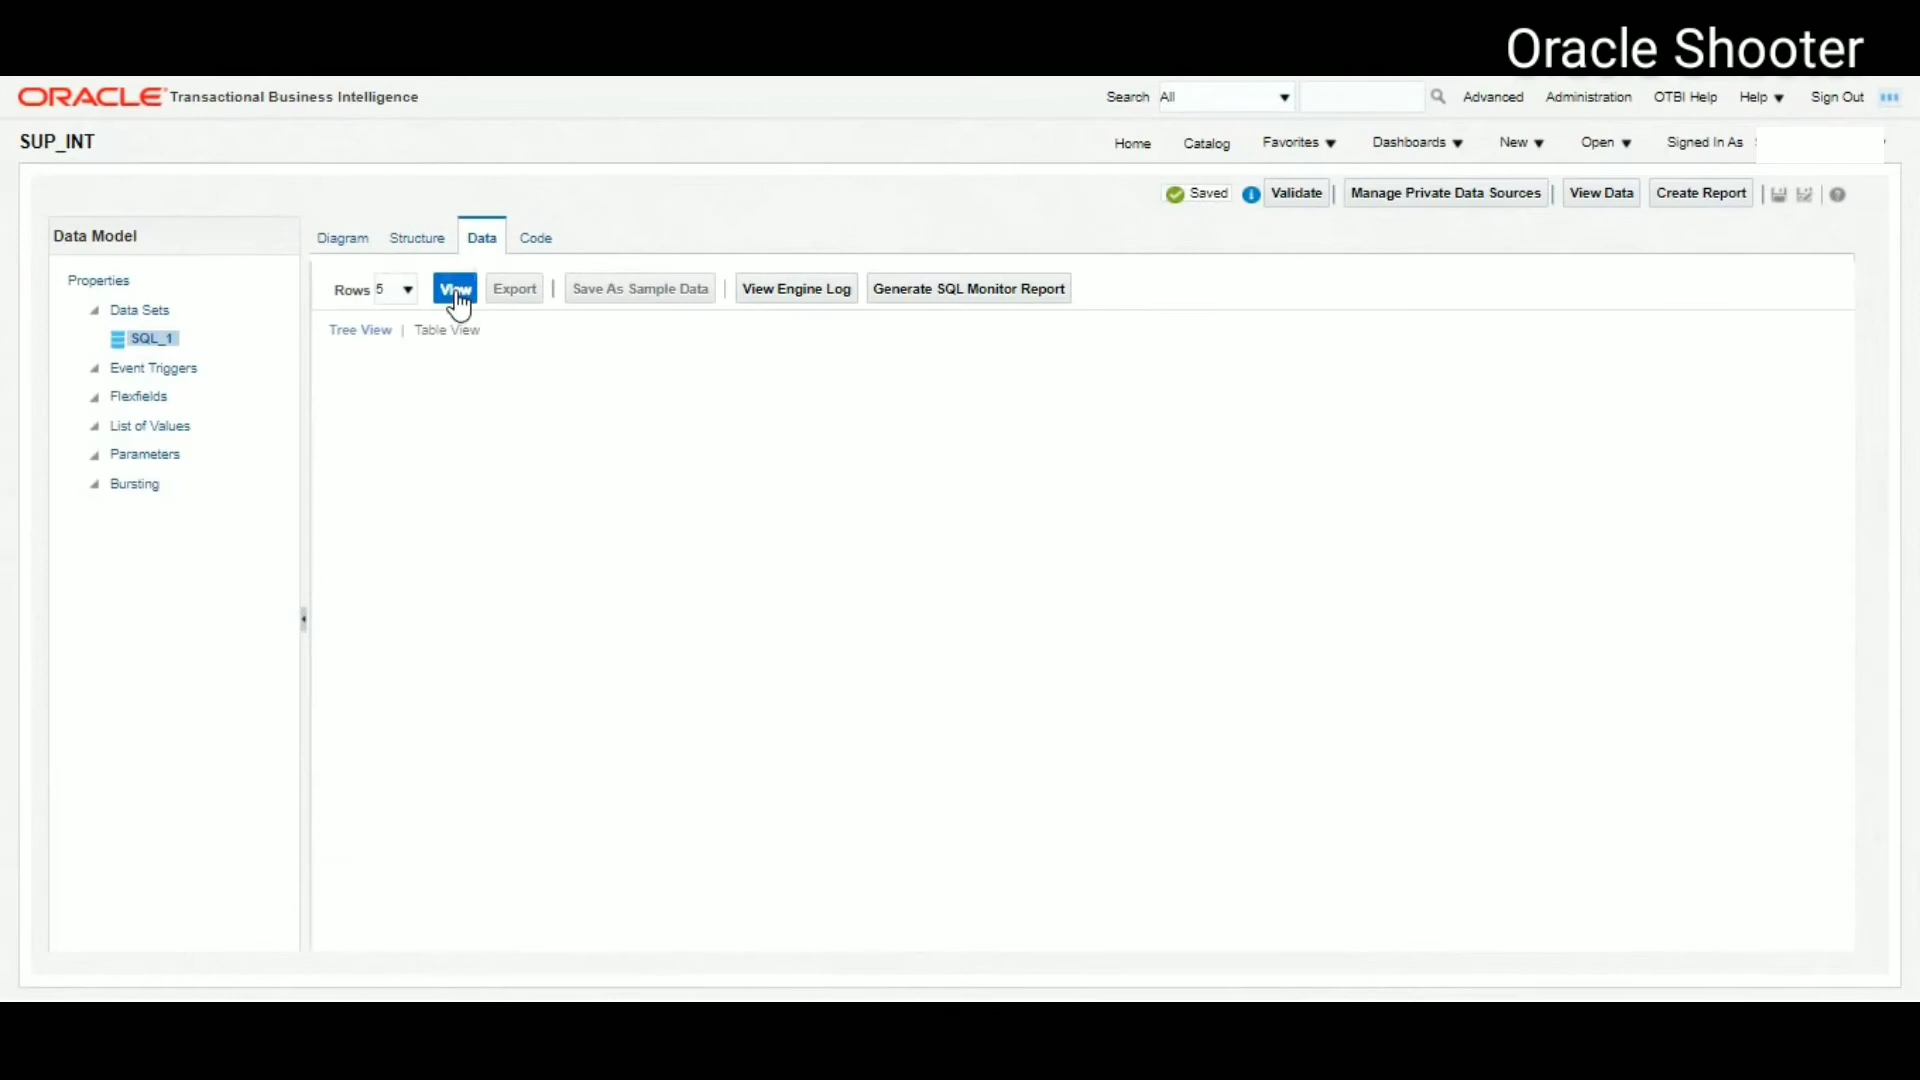 Oracle Shooter
ORACLE Transactional Business Intelligence
Search All Advanced Administration OTBI Help Help Sign Out
SUP_INT
Home Catalog Favorites Dashboards New Open Signed In As
Saved Validate Manage Private Data Sources View Data Create Report
Data Model
Diagram Structure Data Code
Properties
Data Sets
SQL_1
Event Triggers
Flexfields
List of Values
Parameters
Bursting
Rows 5 View Export Save As Sample Data View Engine Log Generate SQL Monitor Report
Tree View | Table View